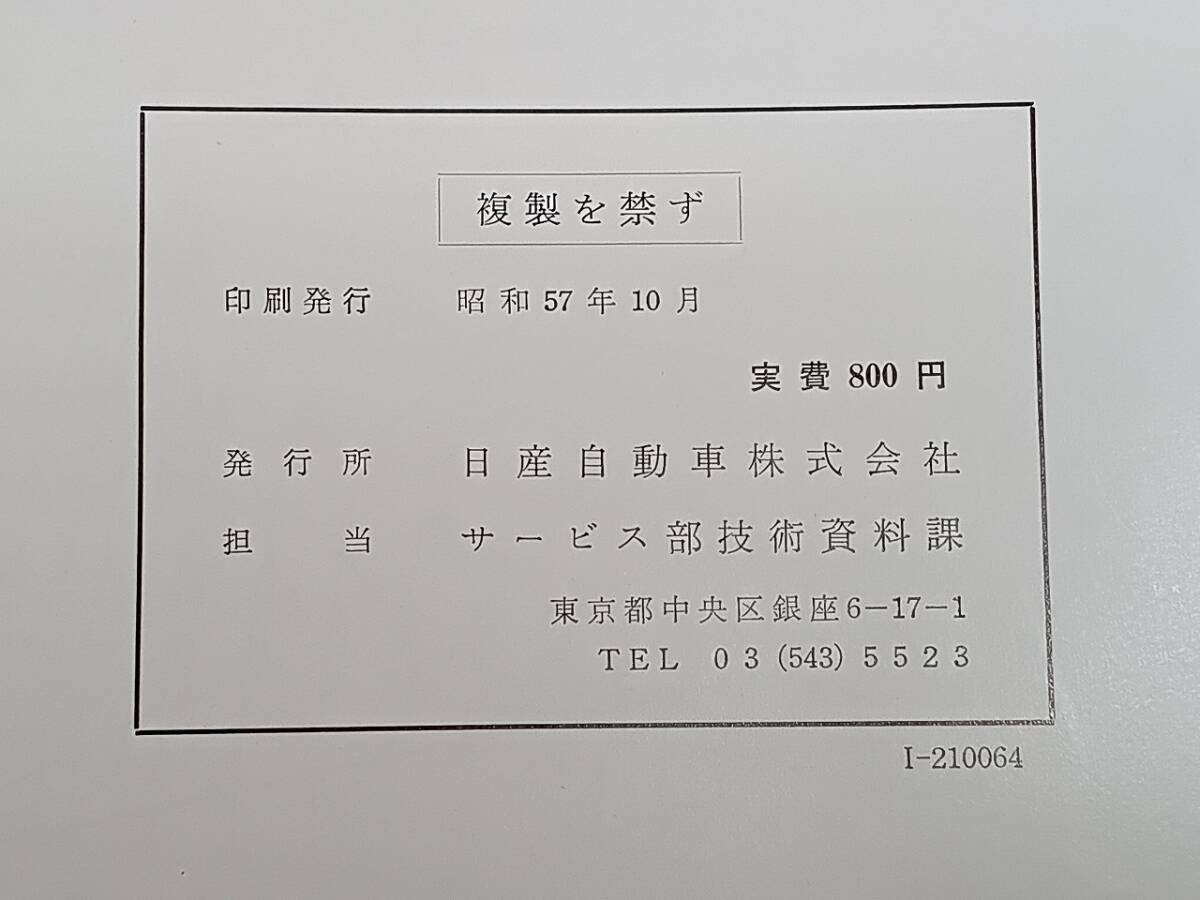 複製を禁ず
印刷発行 昭和57年10月
実費800円
発行所 日産自動車株式会社
担当 サービス部技術資料課
東京都中央区銀座6-17-1
TEL 03(543)5523
I-210064